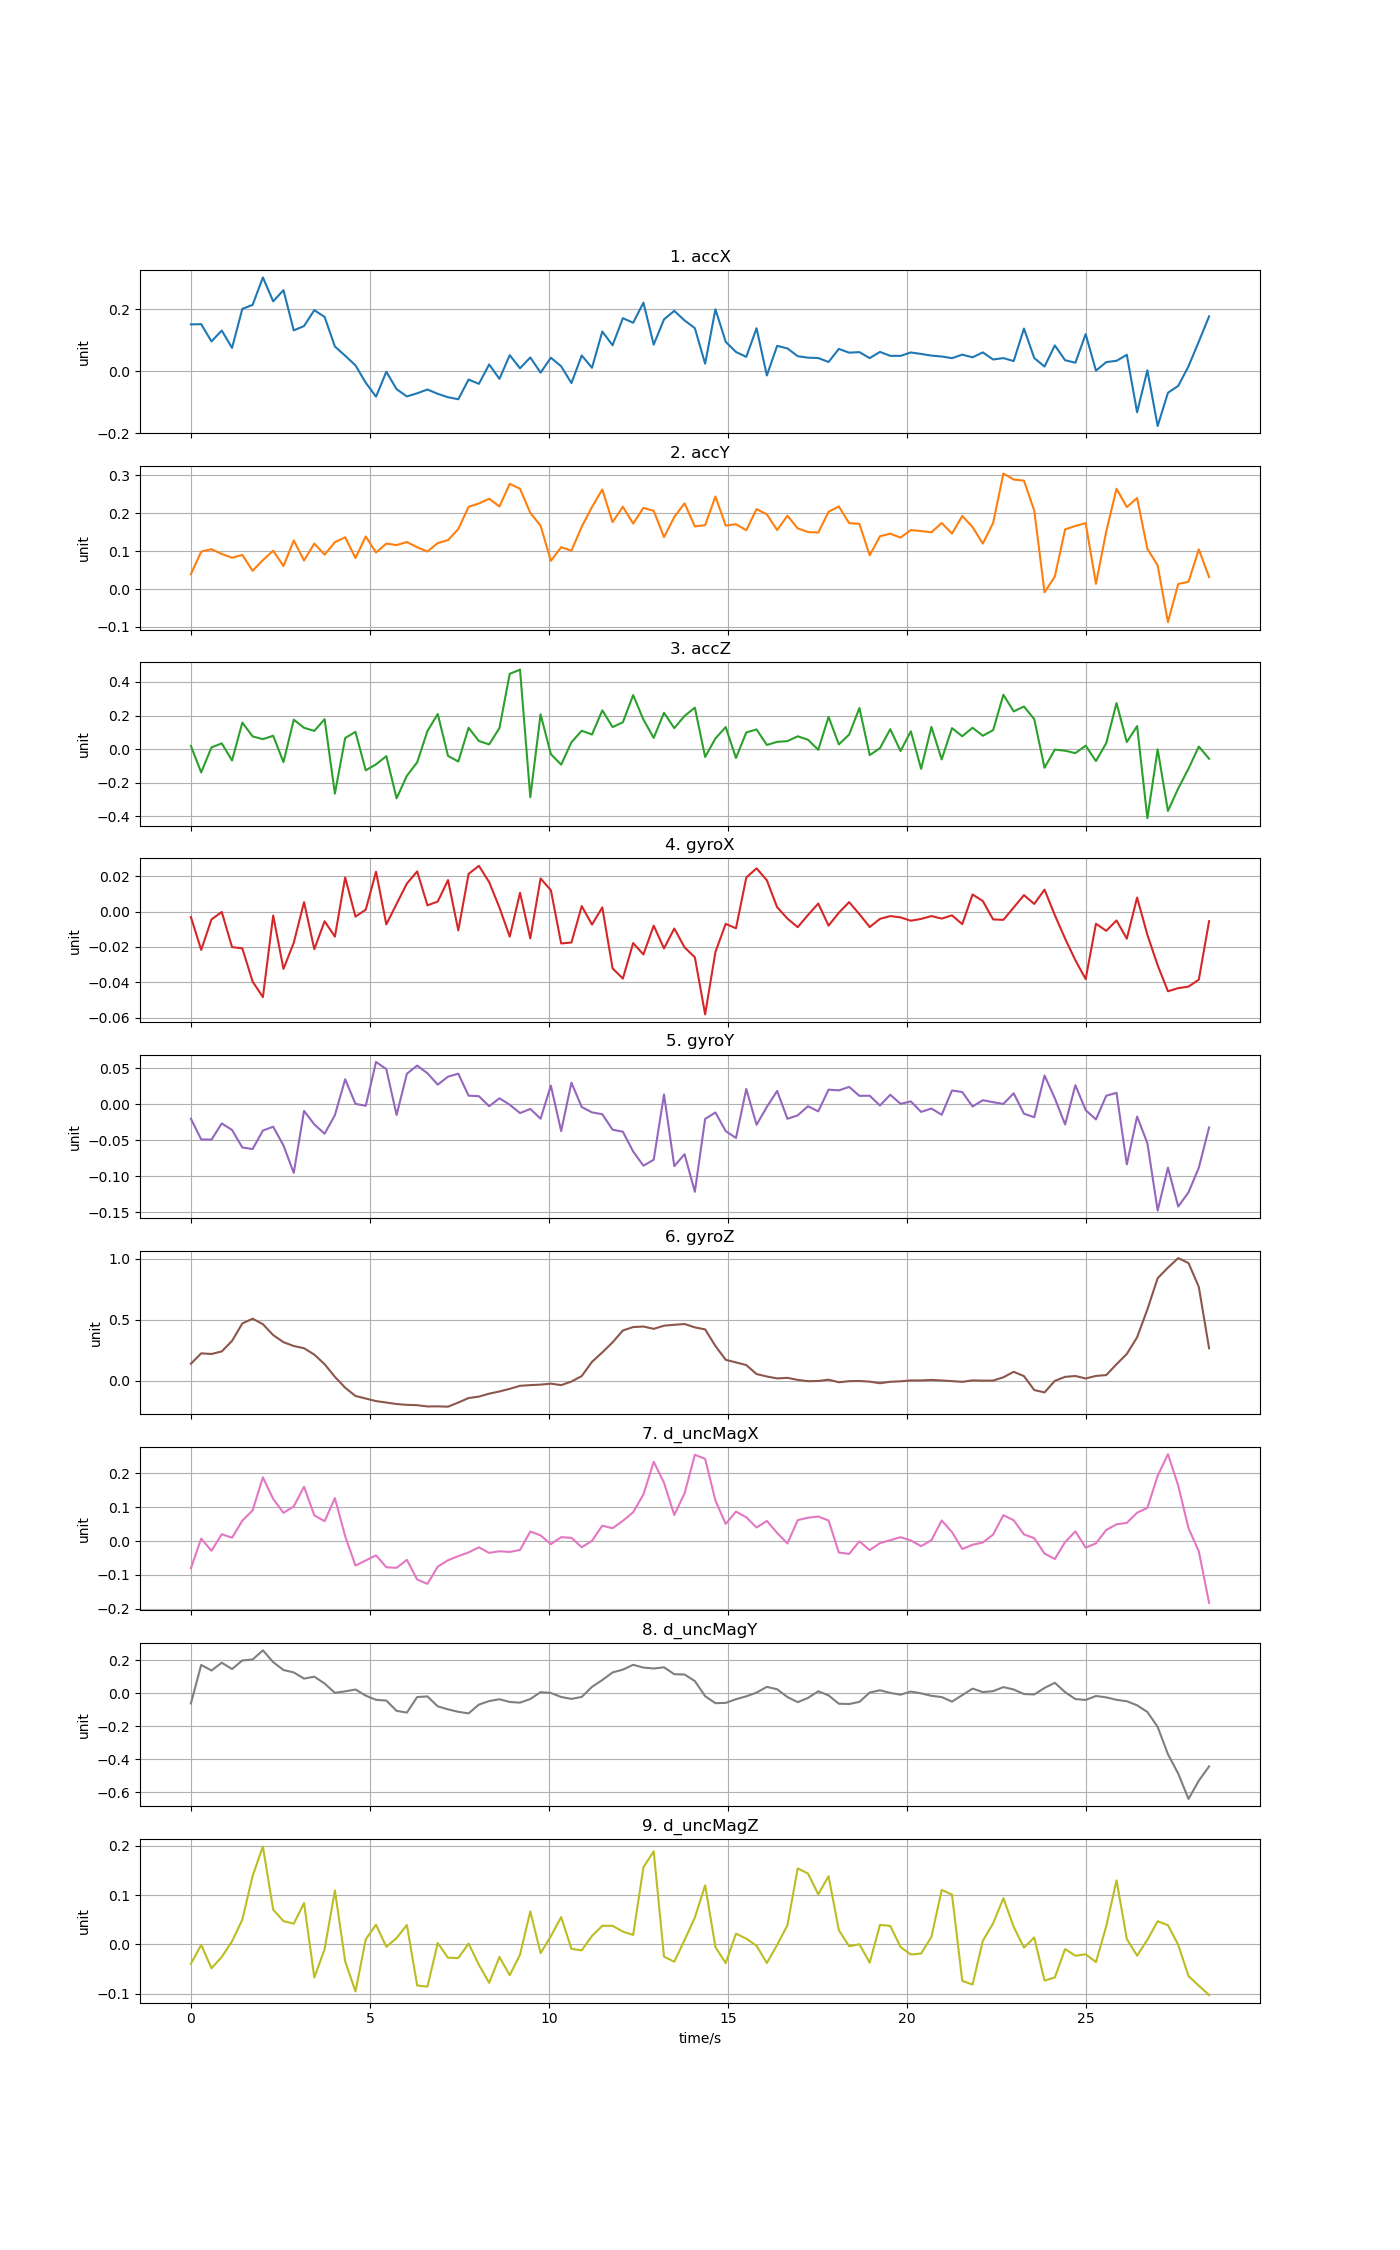 1. accX
0.2
0.0
−0.2
unit
2. accY
0.3
0.2
0.1
0.0
−0.1
unit
3. accZ
0.4
0.2
0.0
−0.2
−0.4
unit
4. gyroX
0.02
0.00
−0.02
−0.04
−0.06
unit
5. gyroY
0.05
0.00
−0.05
−0.10
−0.15
unit
6. gyroZ
1.0
0.5
0.0
unit
7. d_uncMagX
0.2
0.1
0.0
−0.1
−0.2
unit
8. d_uncMagY
0.2
0.0
−0.2
−0.4
−0.6
unit
9. d_uncMagZ
0.2
0.1
0.0
−0.1
unit
0 5 10 15 20 25
time/s